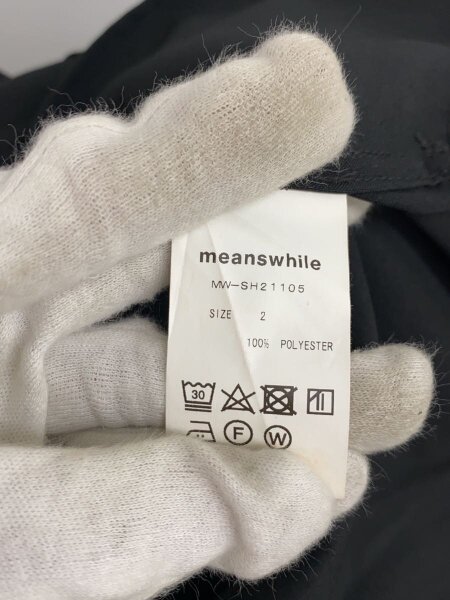 meanswhile
MW-SH21105
SIZE 2
100% POLYESTER
30
F W